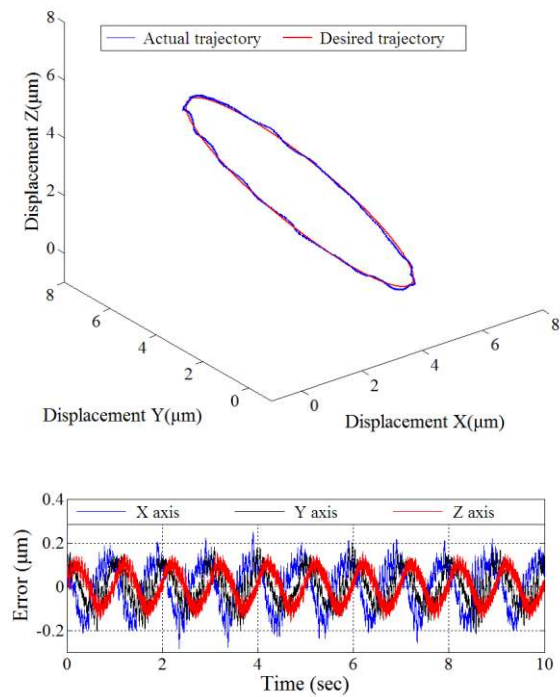 8
Actual trajectory Desired trajectory
6
4
2
0
Displacement Z(μm)
8
6
4
2
0
Displacement Y(μm)
0
2
4
6
8
Displacement X(μm)
0.4
X axis Y axis Z axis
0.2
0
-0.2
Error (μm)
0 2 4 6 8 10
Time (sec)